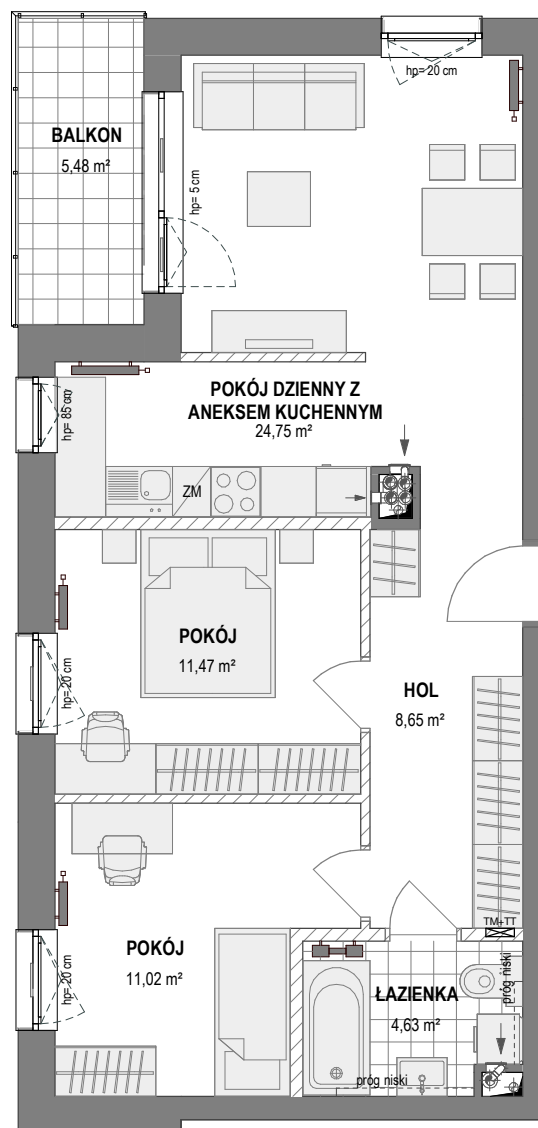 hp= 20 cm
BALKON
5,48 m²
hp= 5 cm
POKÓJ DZIENNY Z
ANEKSEM KUCHENNYM
24,75 m²
hp= 85 cm
ZM
POKÓJ
11,47 m²
hp= 20 cm
HOL
8,65 m²
TM+TT
POKÓJ
11,02 m²
hp= 20 cm
ŁAZIENKA
4,63 m²
próg niski
próg niski